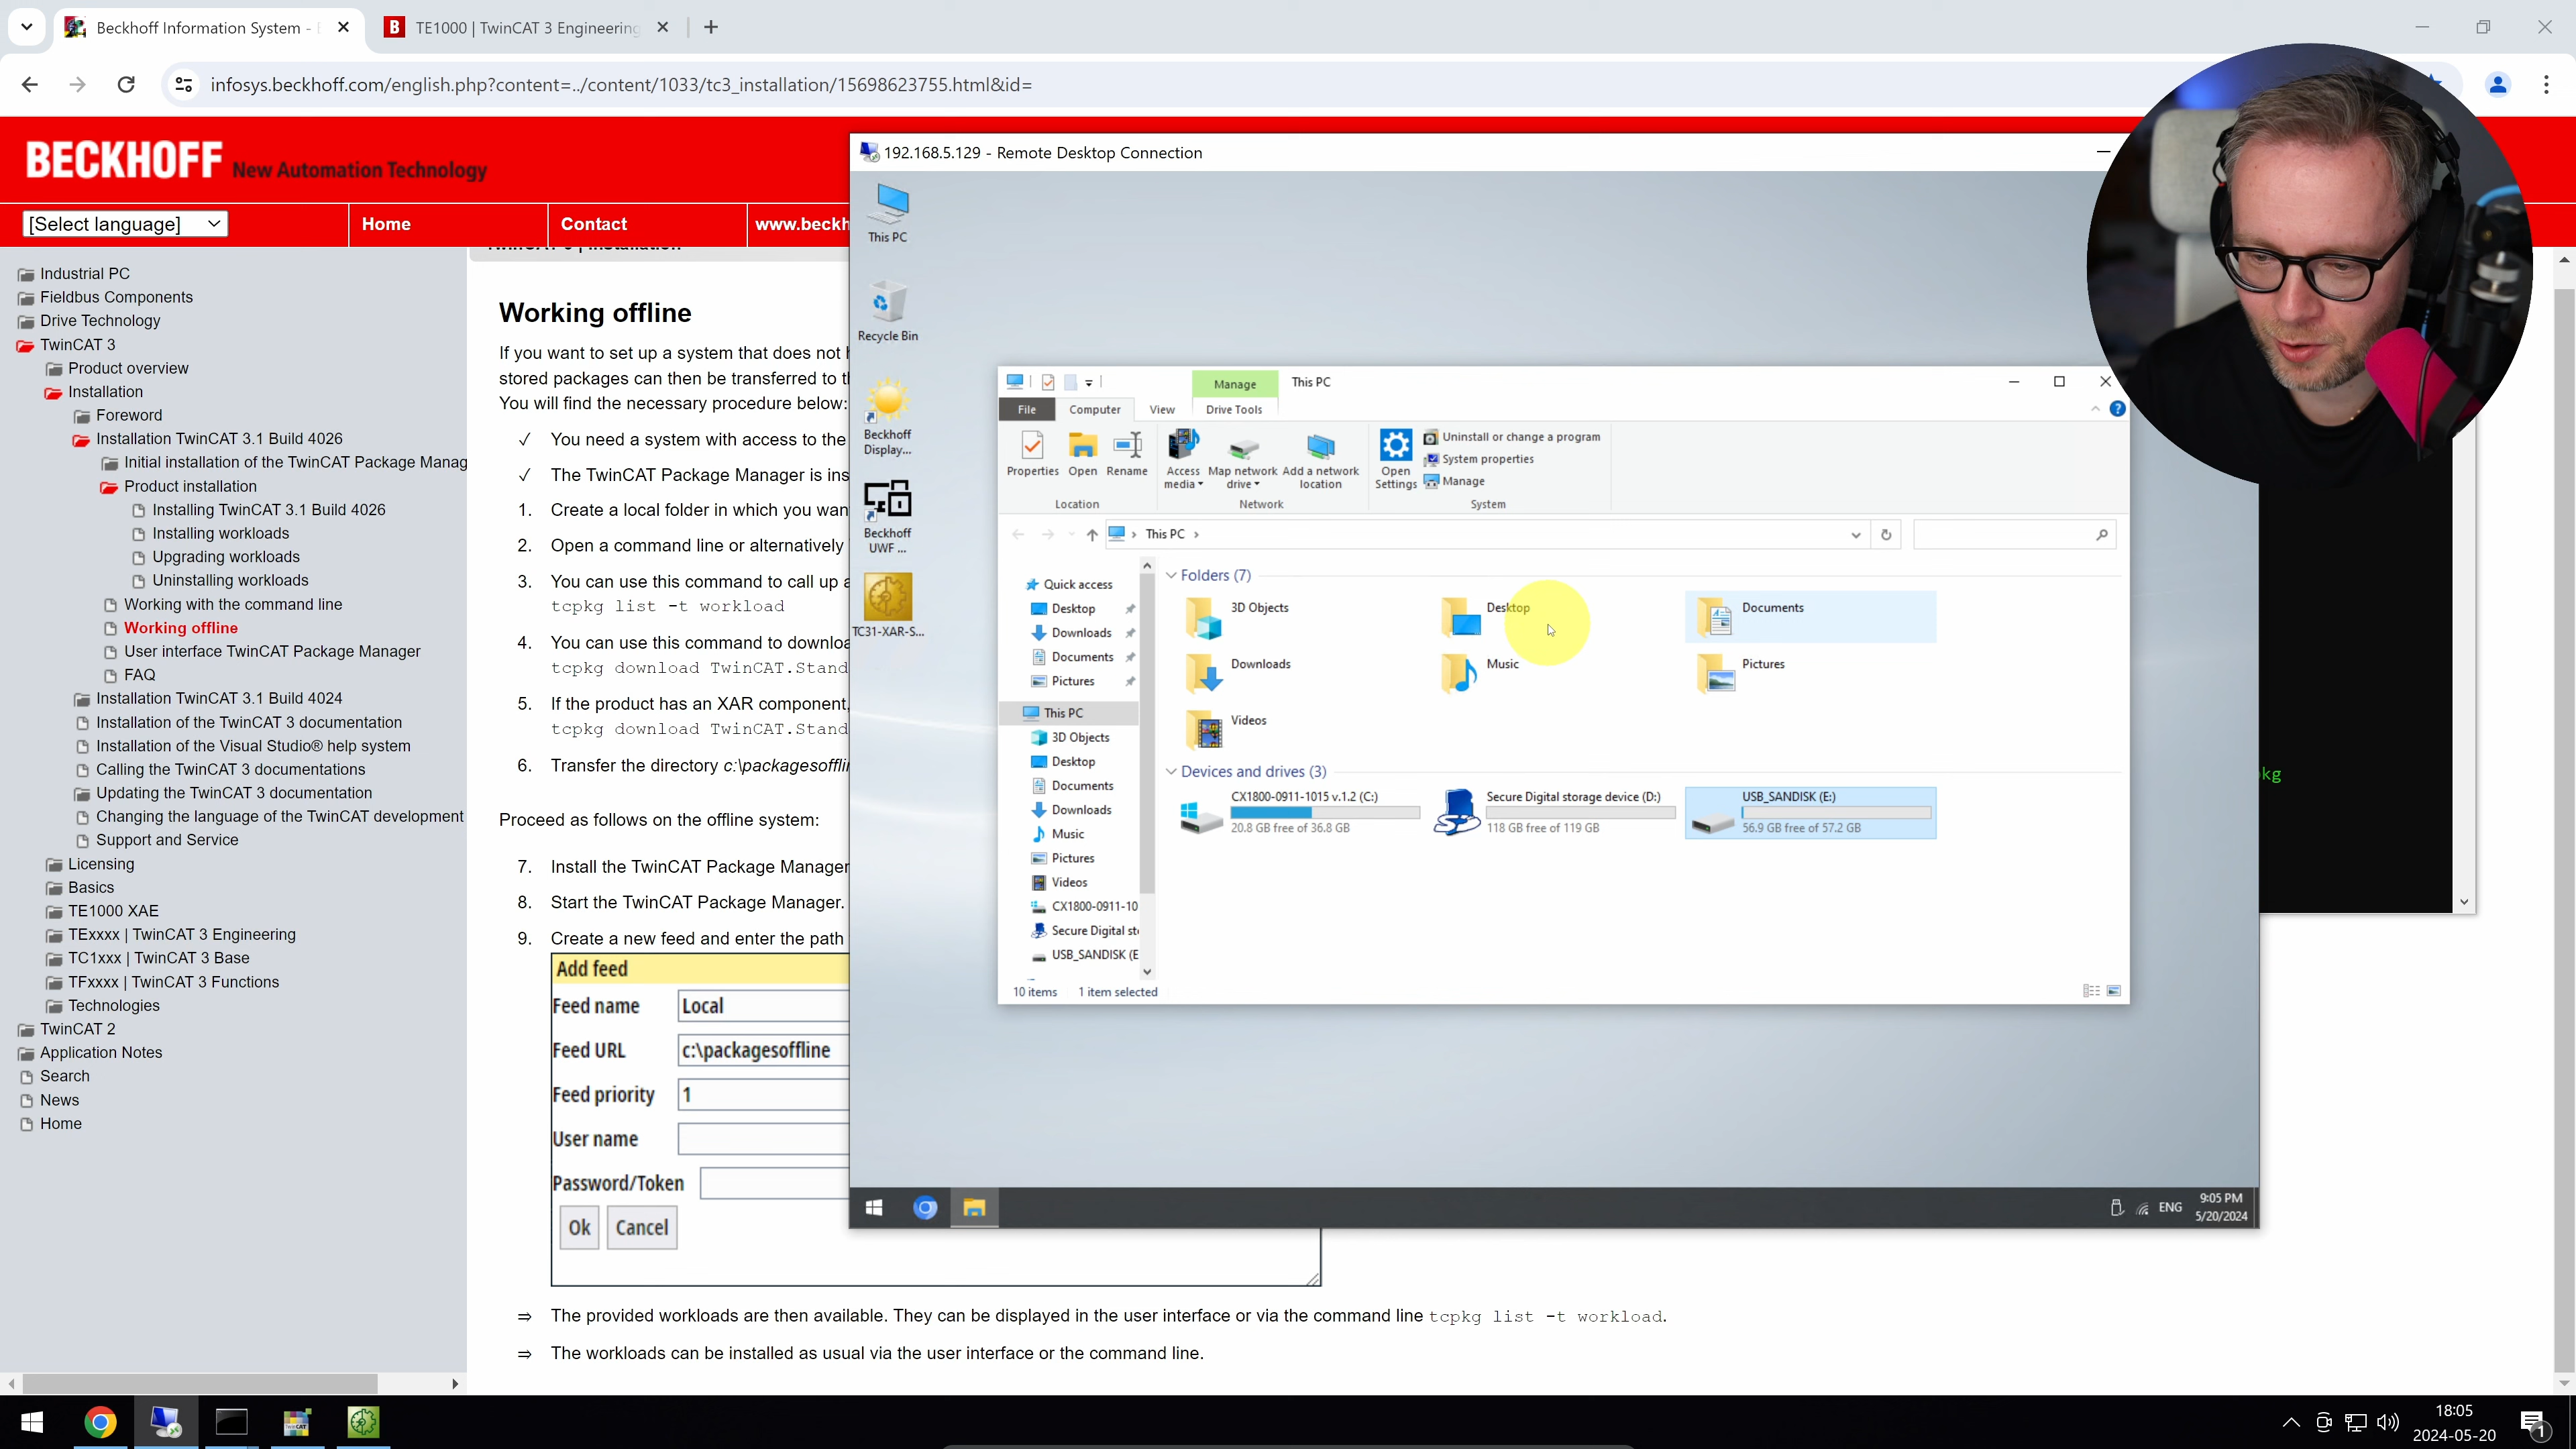 Beckhoff Information System -
TE1000 | TwinCAT 3 Engineering
infosys.beckhoff.com/english.php?content=../content/1033/tc3_installation/15698623755.html&id=
BECKHOFF New Automation Technology
[Select language]
Home
Contact
www.beckh
Industrial PC
Fieldbus Components
Drive Technology
TwinCAT 3
Product overview
Installation
Foreword
Installation TwinCAT 3.1 Build 4026
Initial installation of the TwinCAT Package Manag
Product installation
Installing TwinCAT 3.1 Build 4026
Installing workloads
Upgrading workloads
Uninstalling workloads
Working with the command line
Working offline
User interface TwinCAT Package Manager
FAQ
Installation TwinCAT 3.1 Build 4024
Installation of the TwinCAT 3 documentation
Installation of the Visual Studio® help system
Calling the TwinCAT 3 documentations
Updating the TwinCAT 3 documentation
Changing the language of the TwinCAT development
Support and Service
Licensing
Basics
TE1000 XAE
TExxxx | TwinCAT 3 Engineering
TC1xxx | TwinCAT 3 Base
TFxxxx | TwinCAT 3 Functions
Technologies
TwinCAT 2
Application Notes
Search
News
Home
Working offline
If you want to set up a system that does not h
stored packages can then be transferred to th
You will find the necessary procedure below:
✓ You need a system with access to the
✓ The TwinCAT Package Manager is ins
1. Create a local folder in which you wan
2. Open a command line or alternatively
3. You can use this command to call up a
tcpkg list -t workload
4. You can use this command to downloa
tcpkg download TwinCAT.Stand
5. If the product has an XAR component,
tcpkg download TwinCAT.Stand
6. Transfer the directory c:\packagesofflin
Proceed as follows on the offline system:
7. Install the TwinCAT Package Manager
8. Start the TwinCAT Package Manager.
9. Create a new feed and enter the path
Add feed
Feed name Local
Feed URL c:\packagesoffline
Feed priority 1
User name
Password/Token
Ok Cancel
⇒ The provided workloads are then available. They can be displayed in the user interface or via the command line tcpkg list -t workload.
⇒ The workloads can be installed as usual via the user interface or the command line.
192.168.5.129 - Remote Desktop Connection
This PC
Recycle Bin
Beckhoff
Display...
Beckhoff
UWF ...
TC31-XAR-S...
Manage
This PC
File
Computer
View
Drive Tools
Properties
Open
Rename
Access
media
Map network
drive
Add a network
location
Open
Settings
Uninstall or change a program
System properties
Manage
Location
Network
System
This PC
Quick access
Desktop
Downloads
Documents
Pictures
This PC
3D Objects
Desktop
Documents
Downloads
Music
Pictures
Videos
CX1800-0911-10
Secure Digital sto
USB_SANDISK (E
Folders (7)
3D Objects
Desktop
Documents
Downloads
Music
Pictures
Videos
Devices and drives (3)
CX1800-0911-1015 v.1.2 (C:)
20.8 GB free of 36.8 GB
Secure Digital storage device (D:)
118 GB free of 119 GB
USB_SANDISK (E:)
56.9 GB free of 57.2 GB
10 items
1 item selected
kg
ENG
9:05 PM
5/20/2024
18:05
2024-05-20
1